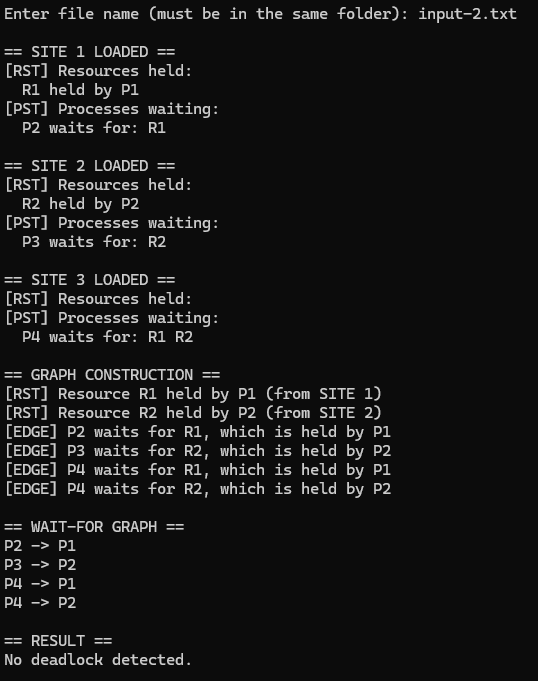 Enter file name (must be in the same folder): input-2.txt

== SITE 1 LOADED ==
[RST] Resources held:
  R1 held by P1
[PST] Processes waiting:
  P2 waits for: R1

== SITE 2 LOADED ==
[RST] Resources held:
  R2 held by P2
[PST] Processes waiting:
  P3 waits for: R2

== SITE 3 LOADED ==
[RST] Resources held:
[PST] Processes waiting:
  P4 waits for: R1 R2

== GRAPH CONSTRUCTION ==
[RST] Resource R1 held by P1 (from SITE 1)
[RST] Resource R2 held by P2 (from SITE 2)
[EDGE] P2 waits for R1, which is held by P1
[EDGE] P3 waits for R2, which is held by P2
[EDGE] P4 waits for R1, which is held by P1
[EDGE] P4 waits for R2, which is held by P2

== WAIT-FOR GRAPH ==
P2 -> P1
P3 -> P2
P4 -> P1
P4 -> P2

== RESULT ==
No deadlock detected.